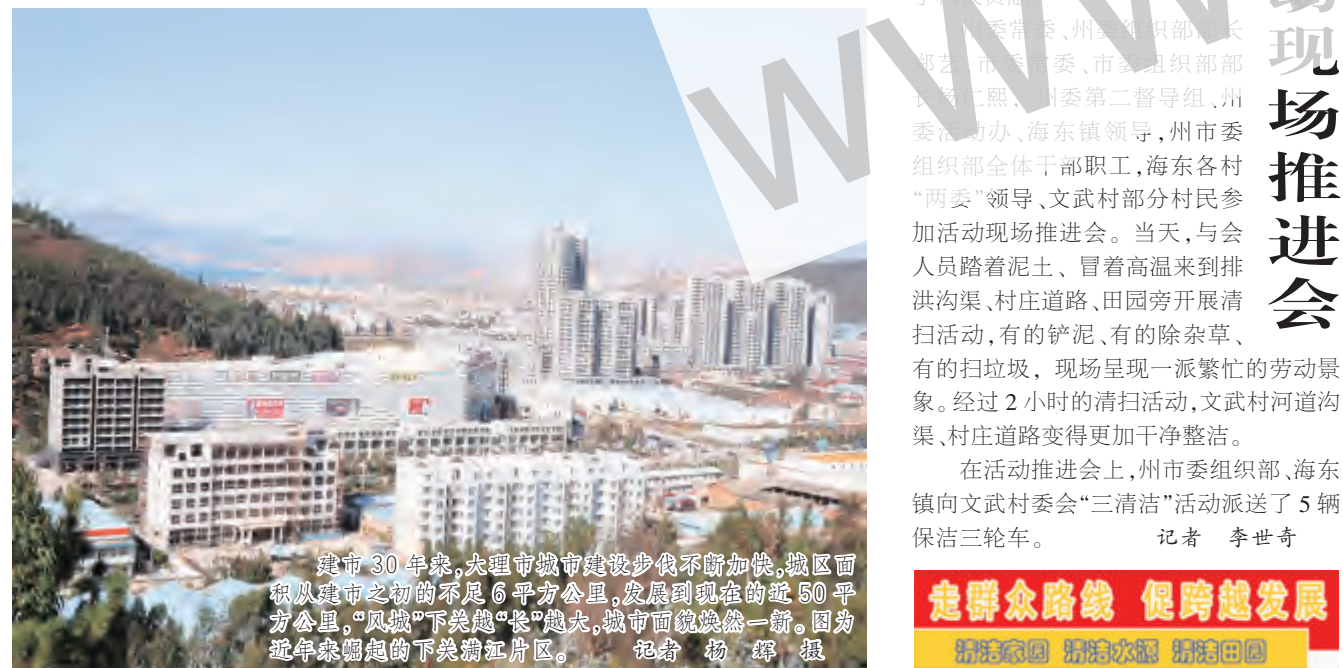 建市 30 年来,大理市城市建设步伐不断加快,城区面
积从建市之初的不足 6 平方公里,发展到现在的近 50 平
方公里,“风城”下关越“长”越大,城市面貌焕然一新。图为
近年来崛起的下关满江片区。 记者 杨 辉 摄
WWW
州委常委、州委组织部部长
郑艺,市委常委、市委组织部部
长杨仁熙,州委第二督导组、州
委活动办、海东镇领导,州市委
组织部全体干部职工,海东各村
“两委”领导、文武村部分村民参
加活动现场推进会。当天,与会
人员踏着泥土、冒着高温来到排
洪沟渠、村庄道路、田园旁开展清
扫活动,有的铲泥、有的除杂草、
有的扫垃圾,现场呈现一派繁忙的劳动景
象。经过 2 小时的清扫活动,文武村河道沟
渠、村庄道路变得更加干净整洁。
在活动推进会上,州市委组织部、海东
镇向文武村委会“三清洁”活动派送了 5 辆
保洁三轮车。 记者 李世奇
现场推进会
走群众路线 促跨越发展
清洁家园 清洁水源 清洁田园